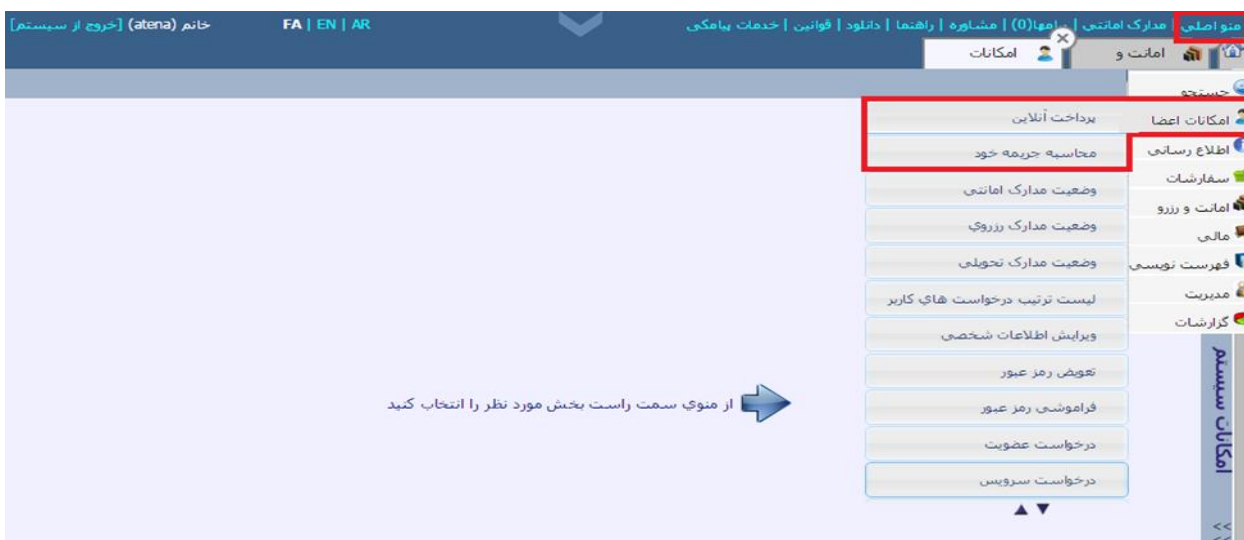 منو اصلی | مدارک امانتی | پیامها(0) | مشاوره | راهنما | دانلود | قوانین | خدمات پیامکی
FA | EN | AR
خانم (atena) [خروج از سیستم]
امانت و
امکانات
جستجو
امکانات اعضا
اطلاع رسانی
سفارشات
امانت و رزرو
مالی
فهرست نویسی
مدیریت
گزارشات
پرداخت آنلاین
محاسبه جریمه خود
وضعیت مدارک امانتی
وضعیت مدارک رزروي
وضعیت مدارک تحویلی
لیست ترتیب درخواست هاي کاربر
ویرایش اطلاعات شخصی
تعویض رمز عبور
فراموشی رمز عبور
درخواست عضویت
درخواست سرویس
از منوي سمت راست بخش مورد نظر را انتخاب کنید
امکانات سیستم
>>